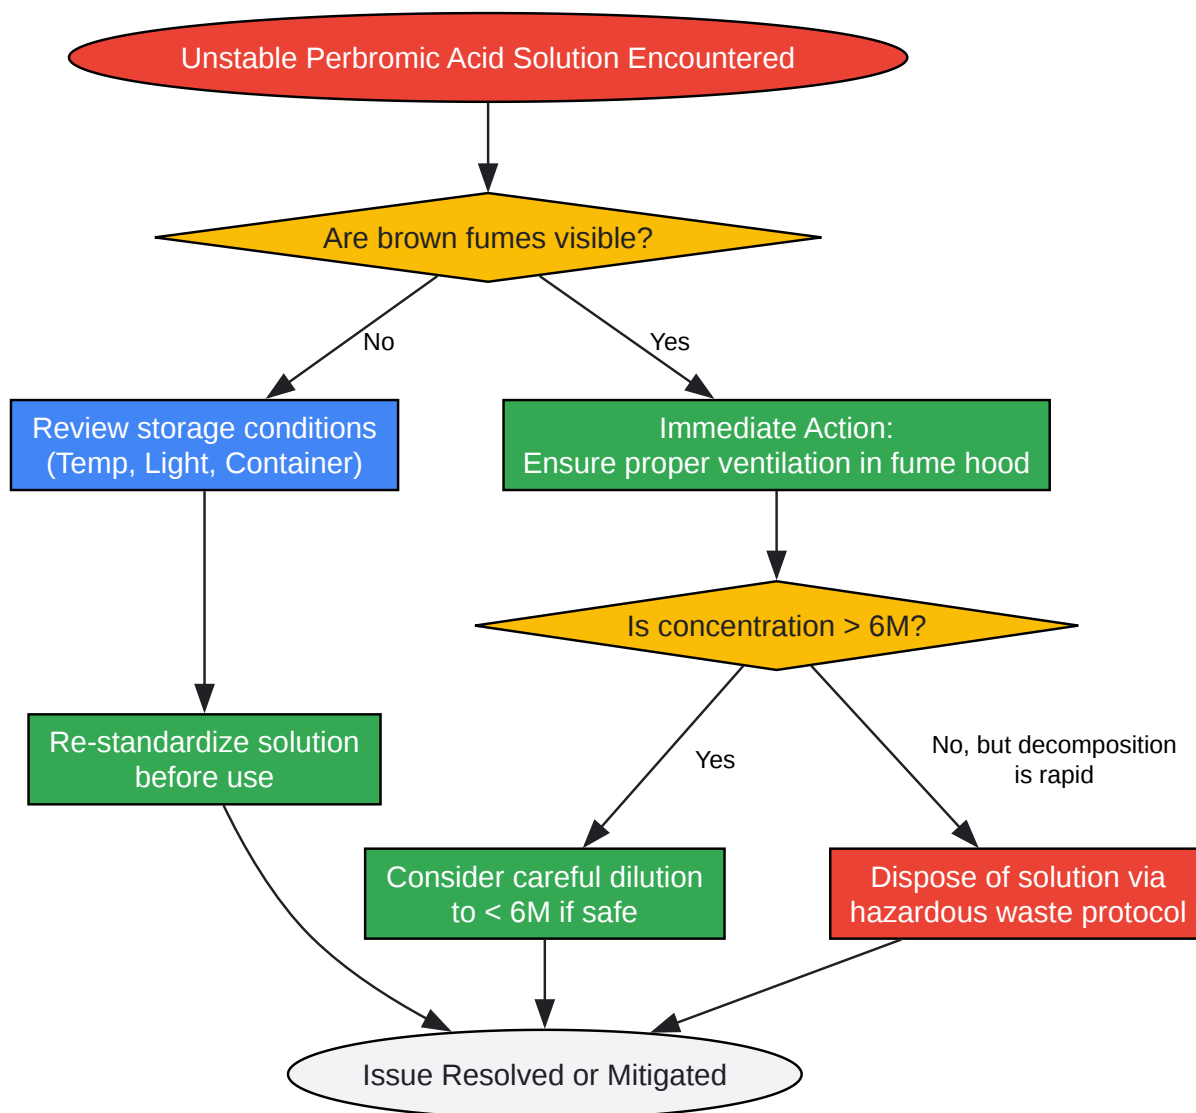 Unstable Perbromic Acid Solution Encountered
Are brown fumes visible?
No
Yes
Review storage conditions
(Temp, Light, Container)
Immediate Action:
Ensure proper ventilation in fume hood
Is concentration > 6M?
Re-standardize solution
before use
Yes
No, but decomposition
is rapid
Consider careful dilution
to < 6M if safe
Dispose of solution via
hazardous waste protocol
Issue Resolved or Mitigated